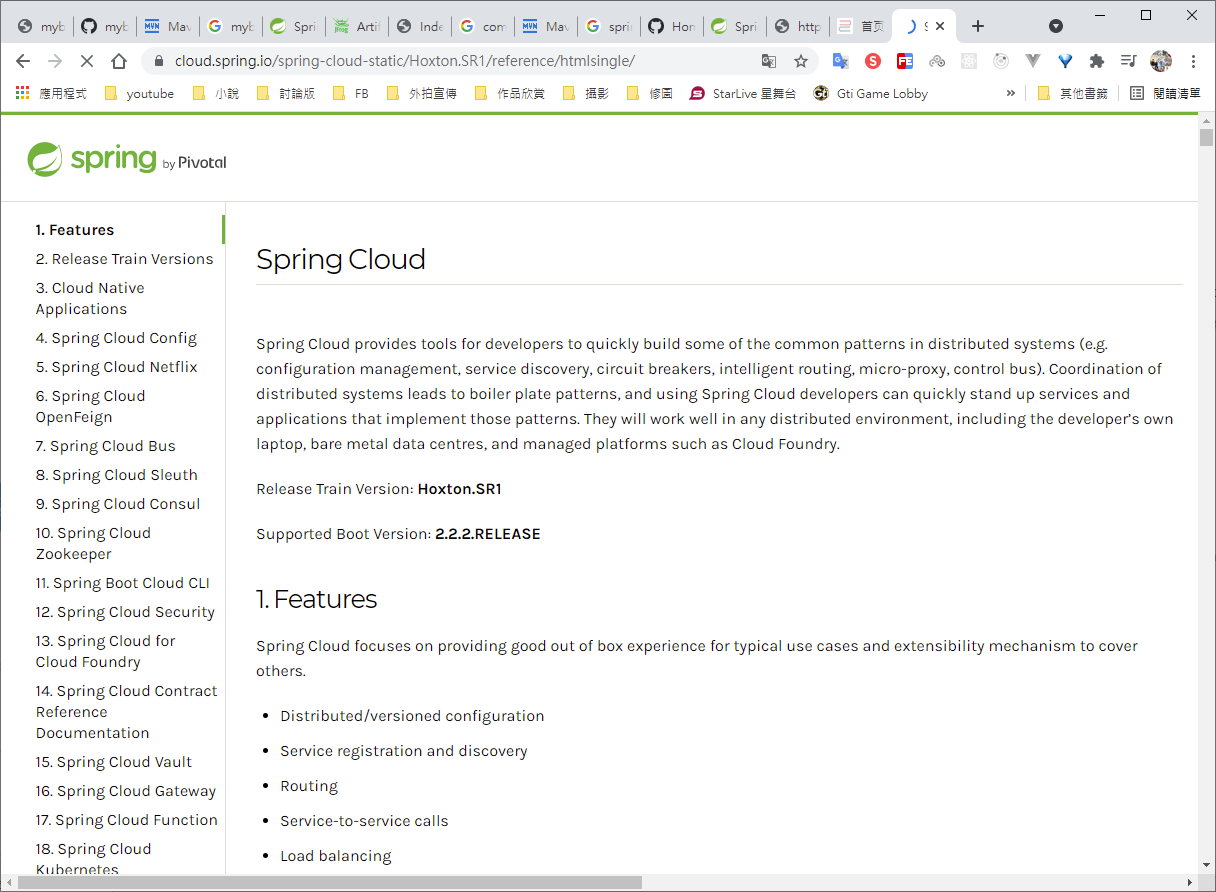 myb
myb
Mav
myb
Spri
Artif
Inde
com
Mav
spri
Hon
Spri
http
首页
S
cloud.spring.io/spring-cloud-static/Hoxton.SR1/reference/htmlsingle/
應用程式
youtube
小說
討論版
FB
外拍宣傳
作品欣賞
攝影
修圖
StarLive 星舞台
Gti Game Lobby
»
其他書籤
閱讀清單
spring by Pivotal
1. Features
2. Release Train Versions
3. Cloud Native
Applications
4. Spring Cloud Config
5. Spring Cloud Netflix
6. Spring Cloud
OpenFeign
7. Spring Cloud Bus
8. Spring Cloud Sleuth
9. Spring Cloud Consul
10. Spring Cloud
Zookeeper
11. Spring Boot Cloud CLI
12. Spring Cloud Security
13. Spring Cloud for
Cloud Foundry
14. Spring Cloud Contract
Reference
Documentation
15. Spring Cloud Vault
16. Spring Cloud Gateway
17. Spring Cloud Function
18. Spring Cloud
Kubernetes
Spring Cloud
Spring Cloud provides tools for developers to quickly build some of the common patterns in distributed systems (e.g.
configuration management, service discovery, circuit breakers, intelligent routing, micro-proxy, control bus). Coordination of
distributed systems leads to boiler plate patterns, and using Spring Cloud developers can quickly stand up services and
applications that implement those patterns. They will work well in any distributed environment, including the developer's own
laptop, bare metal data centres, and managed platforms such as Cloud Foundry.
Release Train Version: Hoxton.SR1
Supported Boot Version: 2.2.2.RELEASE
1. Features
Spring Cloud focuses on providing good out of box experience for typical use cases and extensibility mechanism to cover
others.
• Distributed/versioned configuration
• Service registration and discovery
• Routing
• Service-to-service calls
• Load balancing